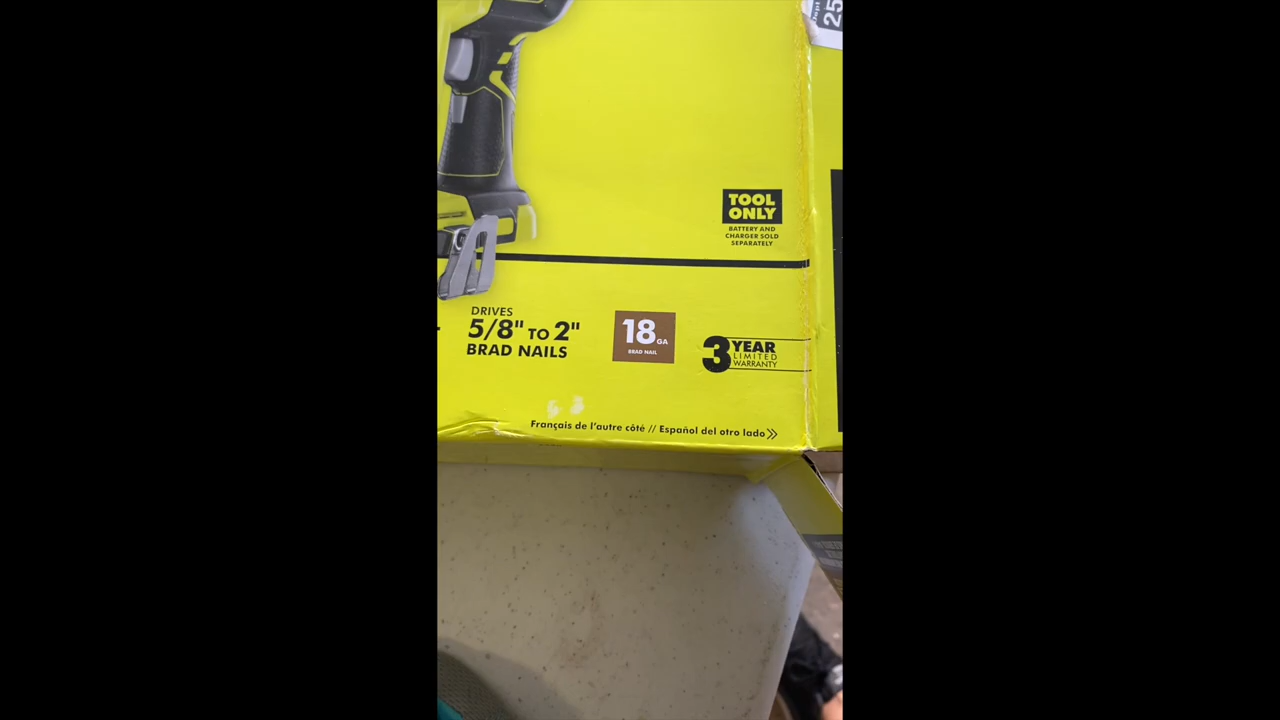 25
TOOL
ONLY
BATTERY AND
CHARGER SOLD
SEPARATELY
DRIVES
5/8" TO 2"
BRAD NAILS
18 GA
BRAD NAIL
3 YEAR
LIMITED
WARRANTY
Français de l'autre côté // Español del otro lado